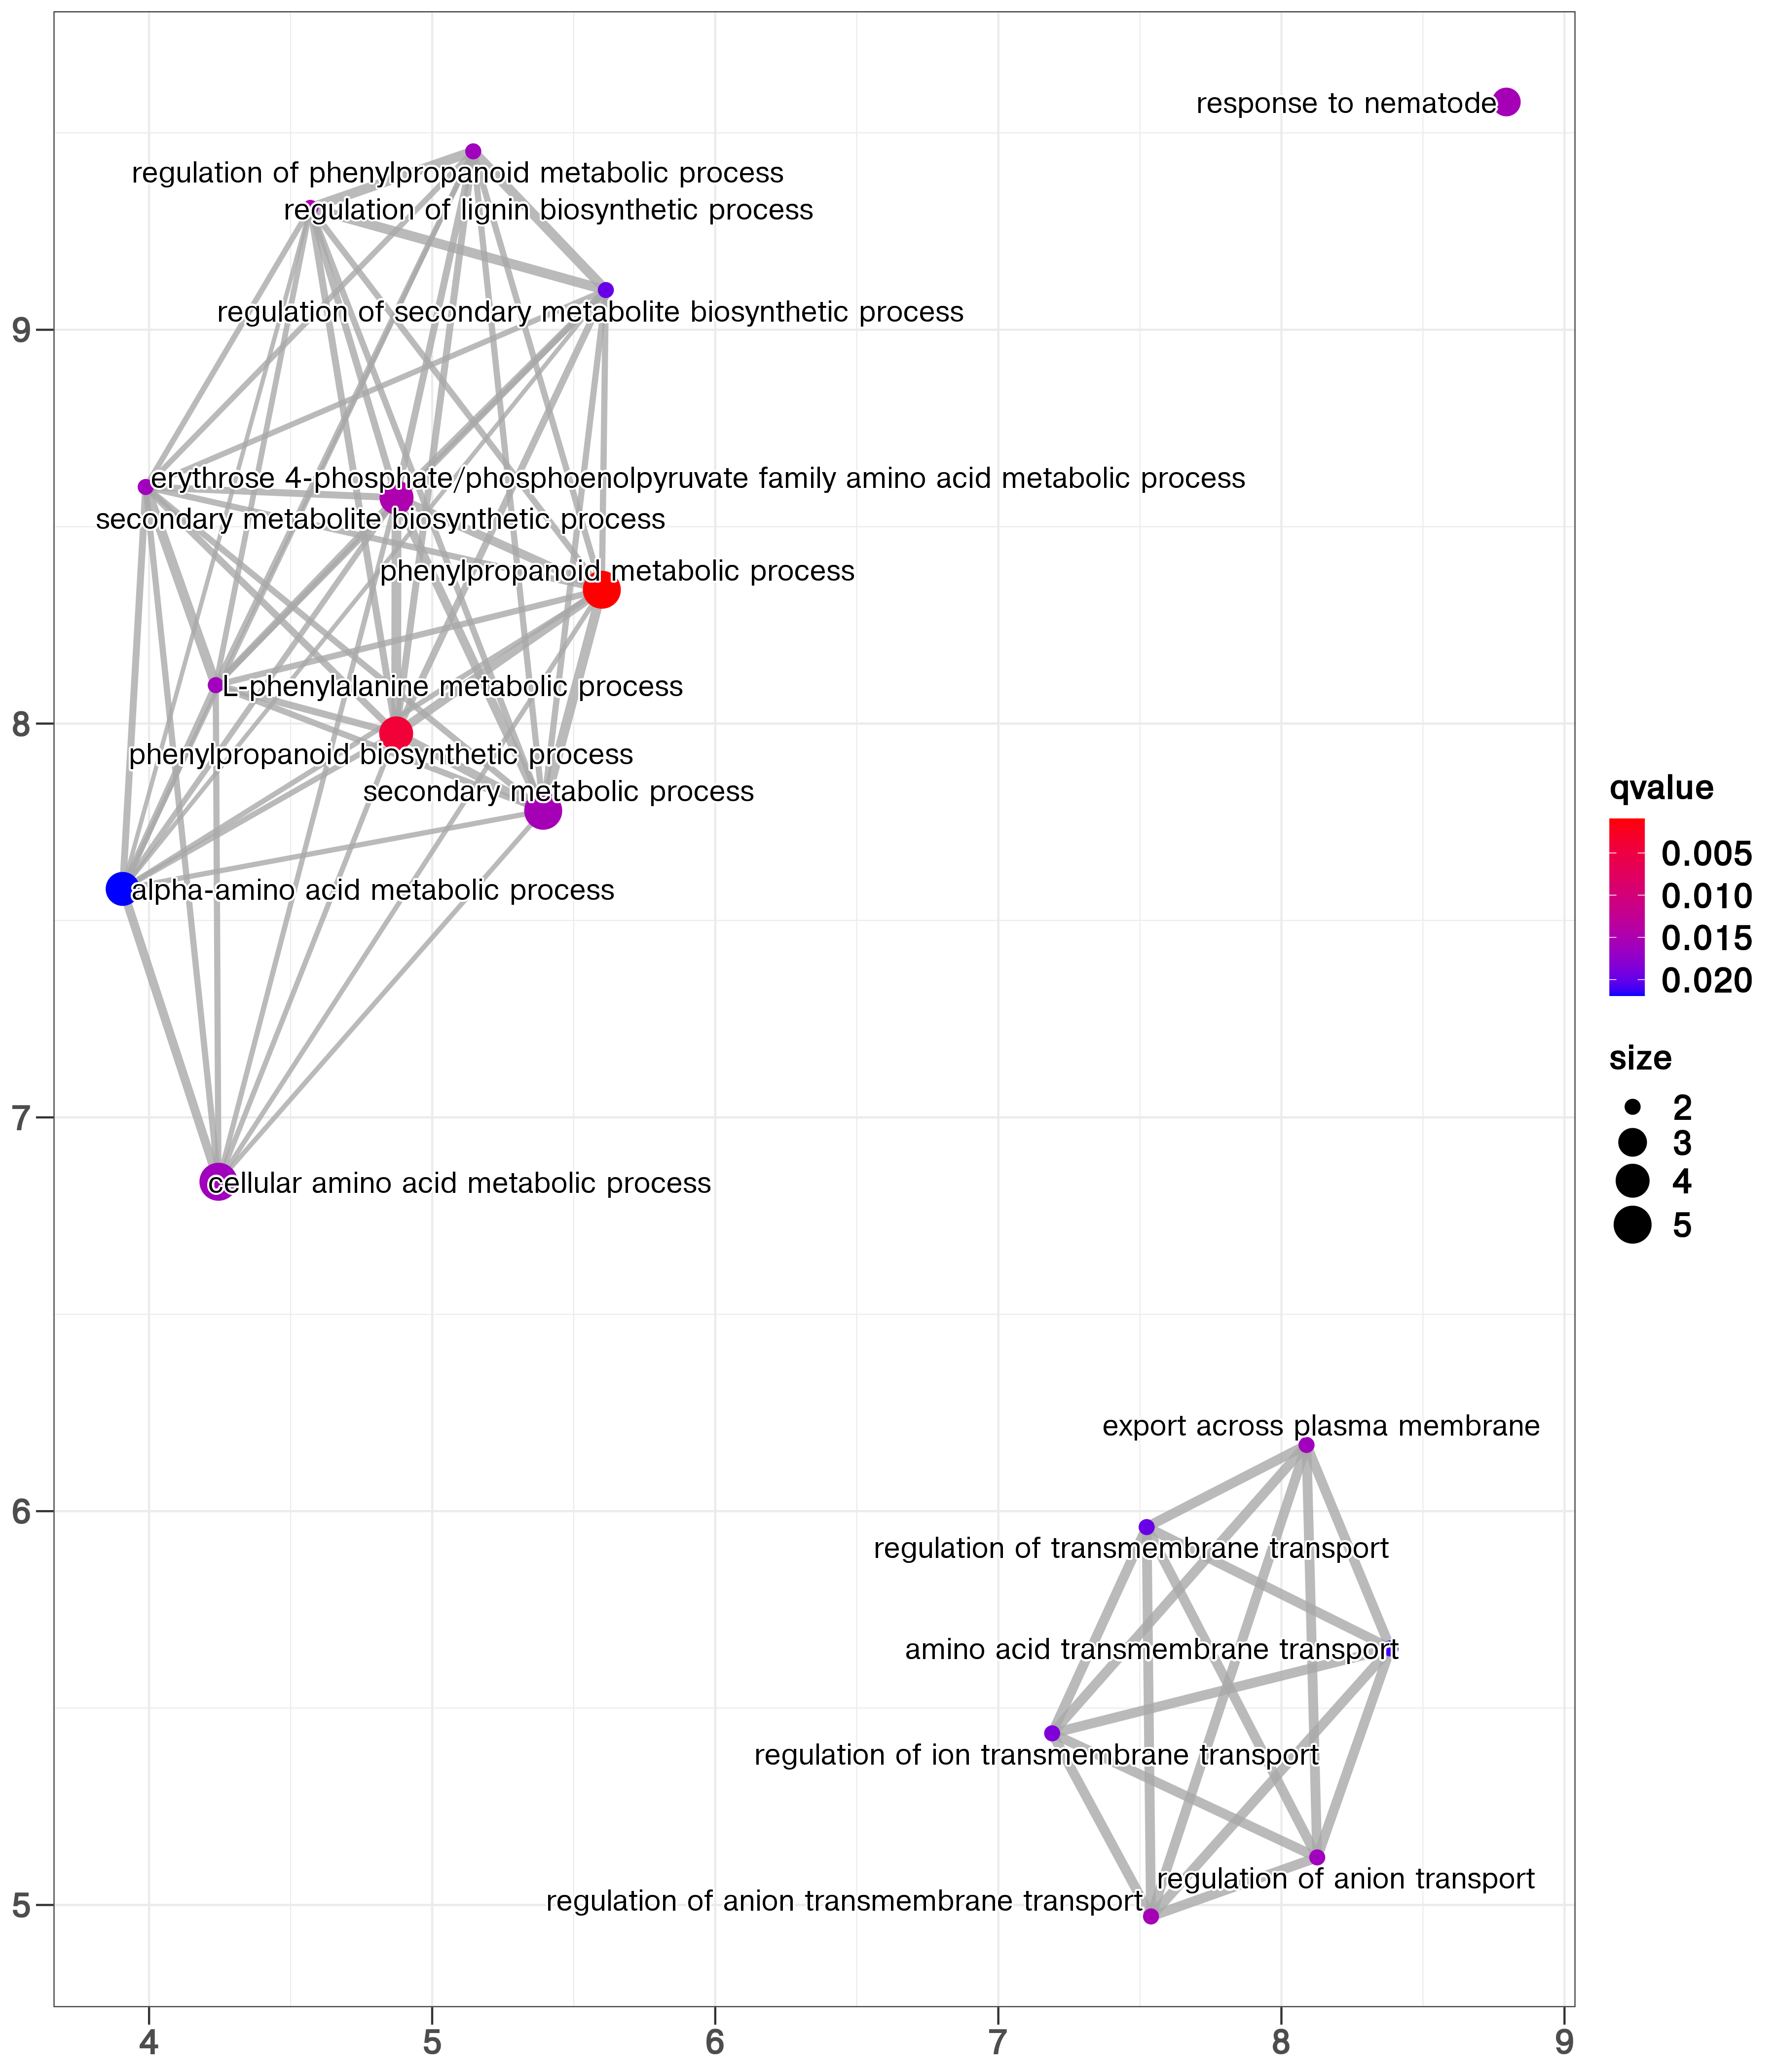 response to nematode
regulation of phenylpropanoid metabolic process
regulation of lignin biosynthetic process
regulation of secondary metabolite biosynthetic process
erythrose 4-phosphate/phosphoenolpyruvate family amino acid metabolic process
secondary metabolite biosynthetic process
phenylpropanoid metabolic process
L-phenylalanine metabolic process
phenylpropanoid biosynthetic process
secondary metabolic process
alpha-amino acid metabolic process
cellular amino acid metabolic process
export across plasma membrane
regulation of transmembrane transport
amino acid transmembrane transport
regulation of ion transmembrane transport
regulation of anion transport
regulation of anion transmembrane transport
9
8
7
6
5
4 5 6 7 8 9
qvalue
0.005
0.010
0.015
0.020
size
2
3
4
5